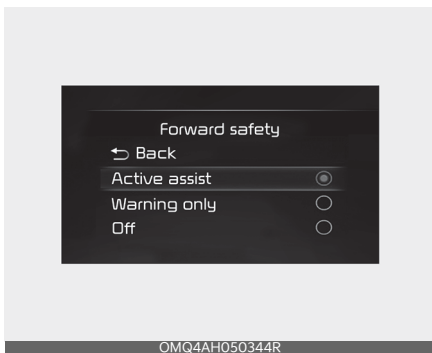 Forward safety
Back
Active assist
Warning only
Off
OMQ4AH050344R